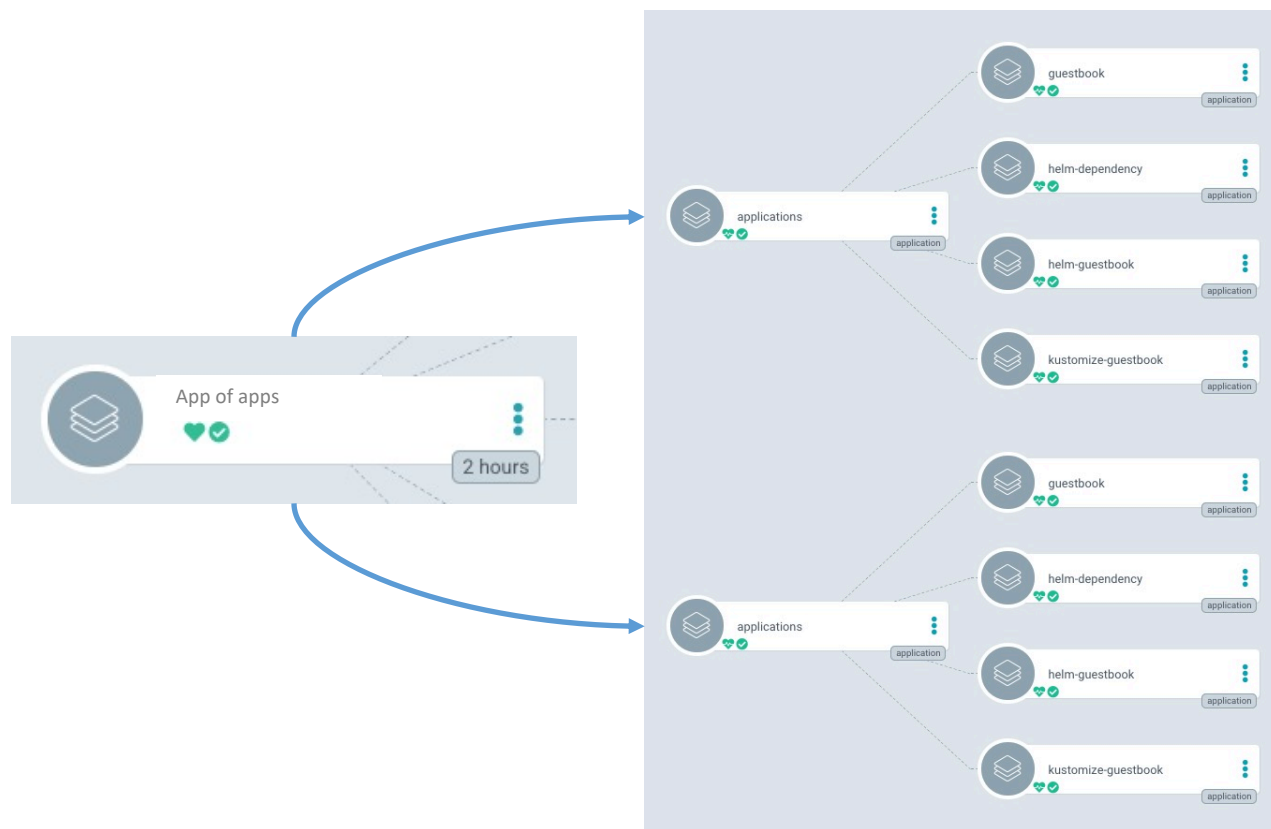 App of apps
2 hours
applications
application
guestbook
application
helm-dependency
application
helm-guestbook
application
kustomize-guestbook
application
applications
application
guestbook
application
helm-dependency
application
helm-guestbook
application
kustomize-guestbook
application